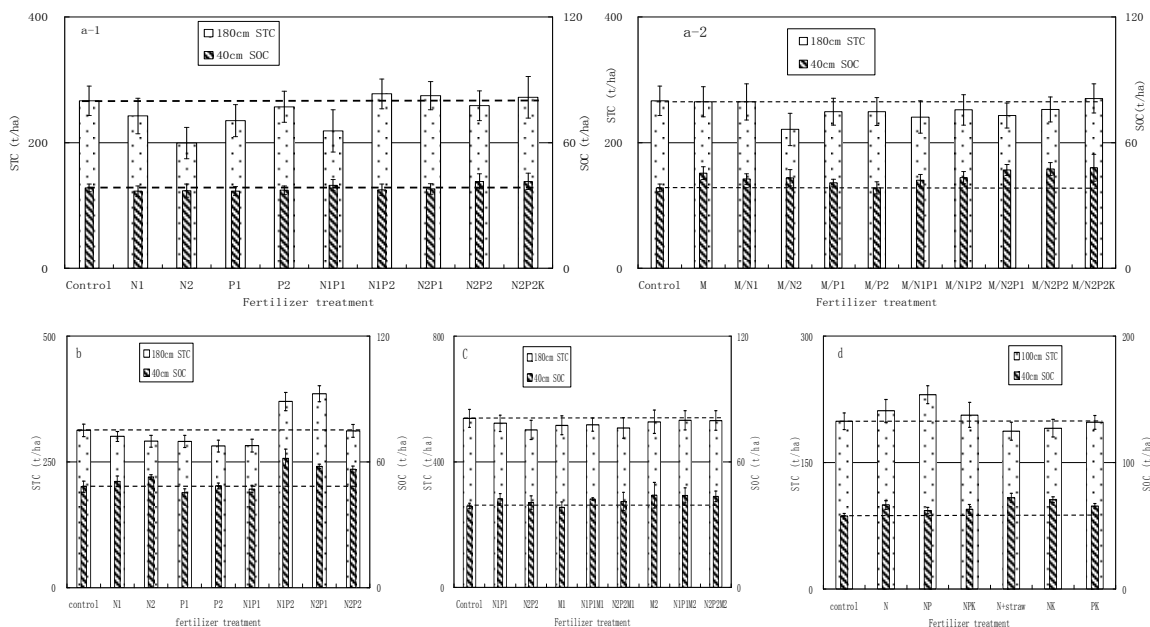 a-1
180cm STC
40cm SOC
400
200
0
STC (t/ha)
120
60
0
SOC (t/ha)
Control N1 N2 P1 P2 N1P1 N1P2 N2P1 N2P2 N2P2K
Fertilizer treatment
a-2
180cm STC
40cm SOC
400
200
0
STC (t/ha)
120
60
0
SOC(t/ha)
Control M M/N1 M/N2 M/P1 M/P2 M/N1P1 M/N1P2 M/N2P1 M/N2P2 M/N2P2K
Fertilizer treatment
b
180cm STC
40cm SOC
500
250
0
STC (t/ha)
120
60
0
SOC (t/ha)
control N1 N2 P1 P2 N1P1 N1P2 N2P1 N2P2
fertilizer treatment
C
180cm STC
40cm SOC
800
400
0
STC (t/ha)
120
60
0
SOC (t/ha)
Control N1P1 N2P2 M1 N1P1M1 N2P2M1 M2 N1P1M2 N2P2M2
Fertilizer treatment
d
100cm STC
40cm SOC
300
150
0
STC (t/ha)
200
100
0
SOC (t/ha)
control N NP NPK N+straw NK PK
Fertilizer treatment